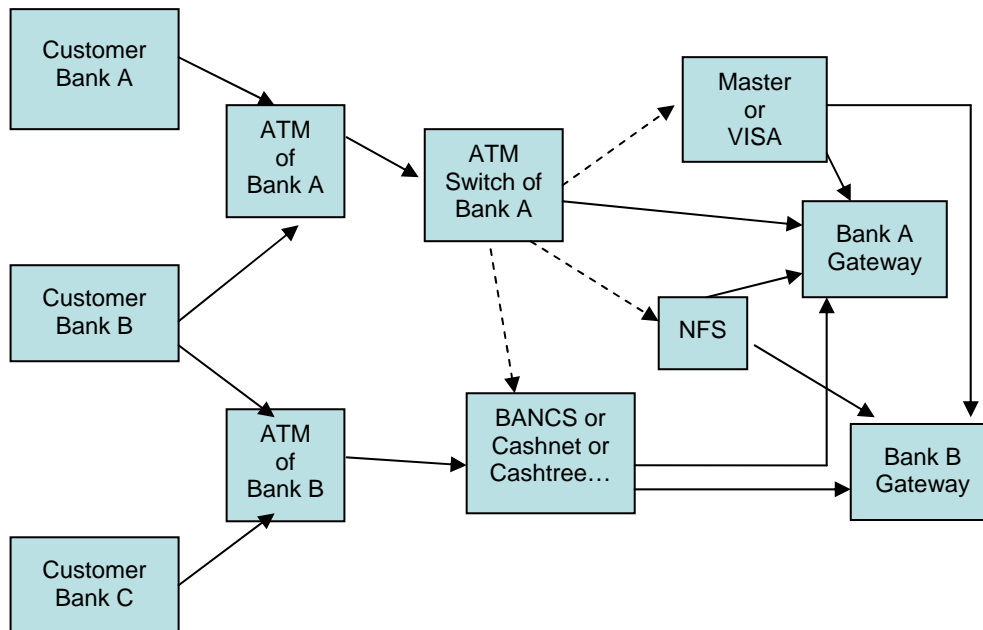 Customer
Bank A
ATM
of
Bank A
ATM
Switch of
Bank A
Master
or
VISA
Bank A
Gateway
Customer
Bank B
NFS
ATM
of
Bank B
BANCS or
Cashnet or
Cashtree…
Bank B
Gateway
Customer
Bank C